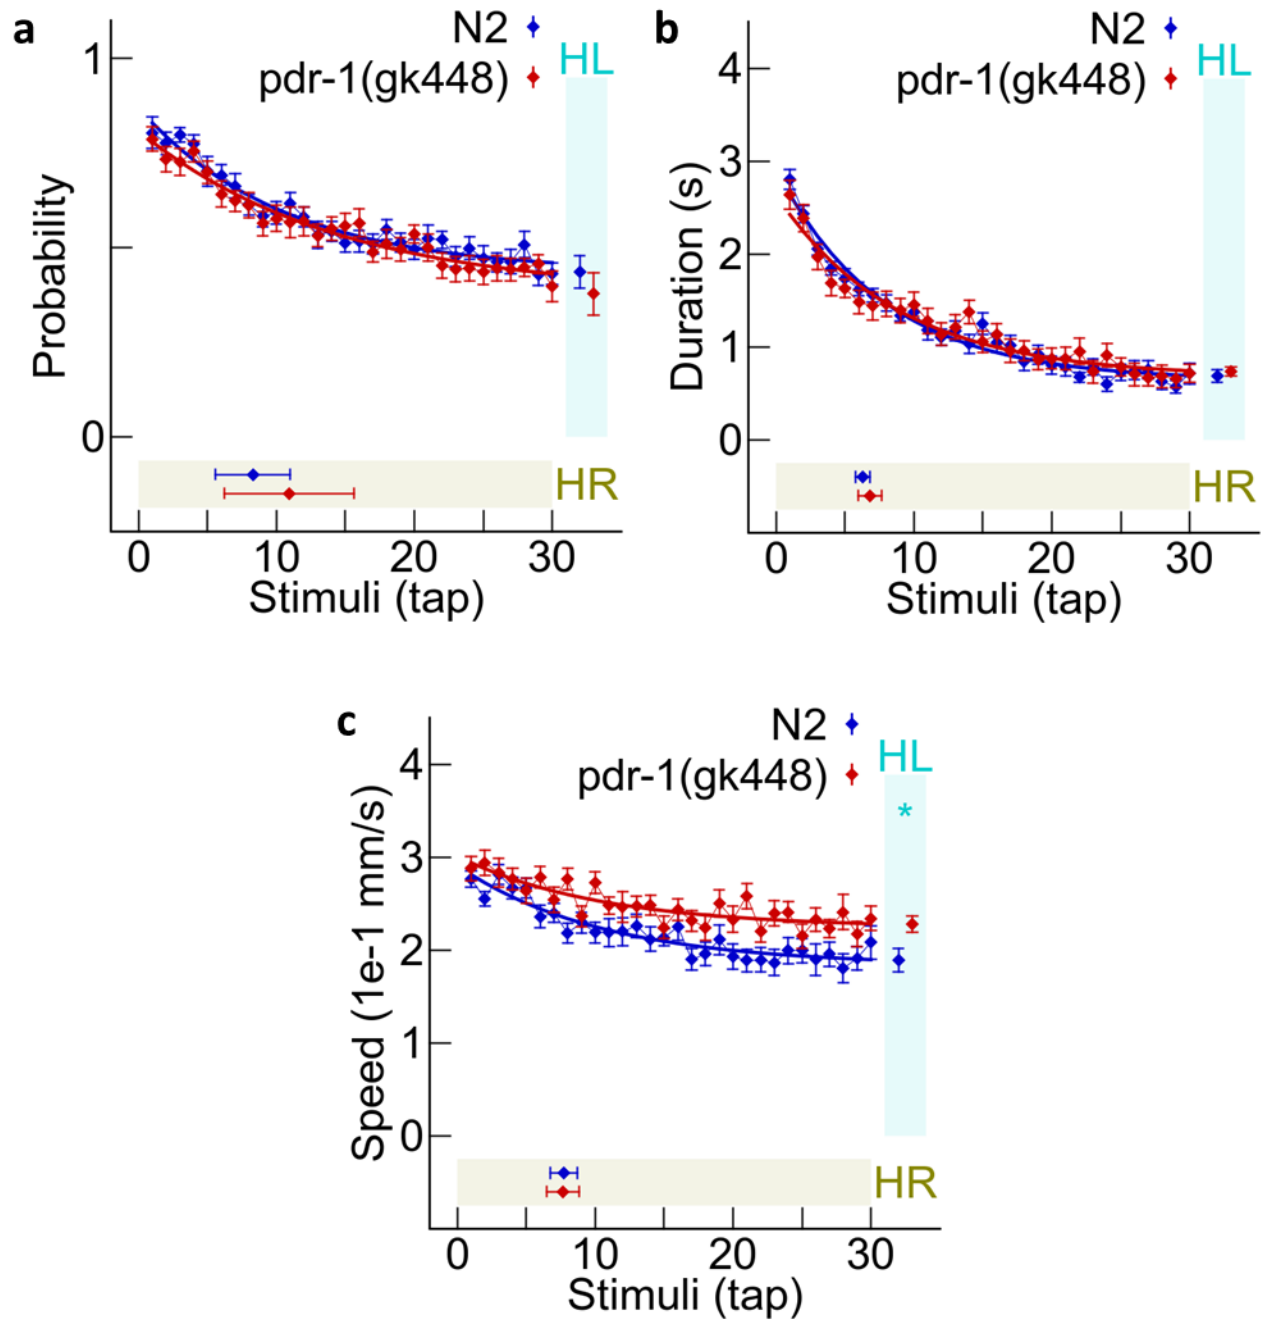 a
N2
pdr-1(gk448)
HL
1
0
Probability
HR
0 10 20 30
Stimuli (tap)
b
N2
pdr-1(gk448)
HL
4
3
2
1
0
Duration (s)
HR
0 10 20 30
Stimuli (tap)
c
N2
pdr-1(gk448)
HL
*
4
3
2
1
0
Speed (1e-1 mm/s)
HR
0 10 20 30
Stimuli (tap)